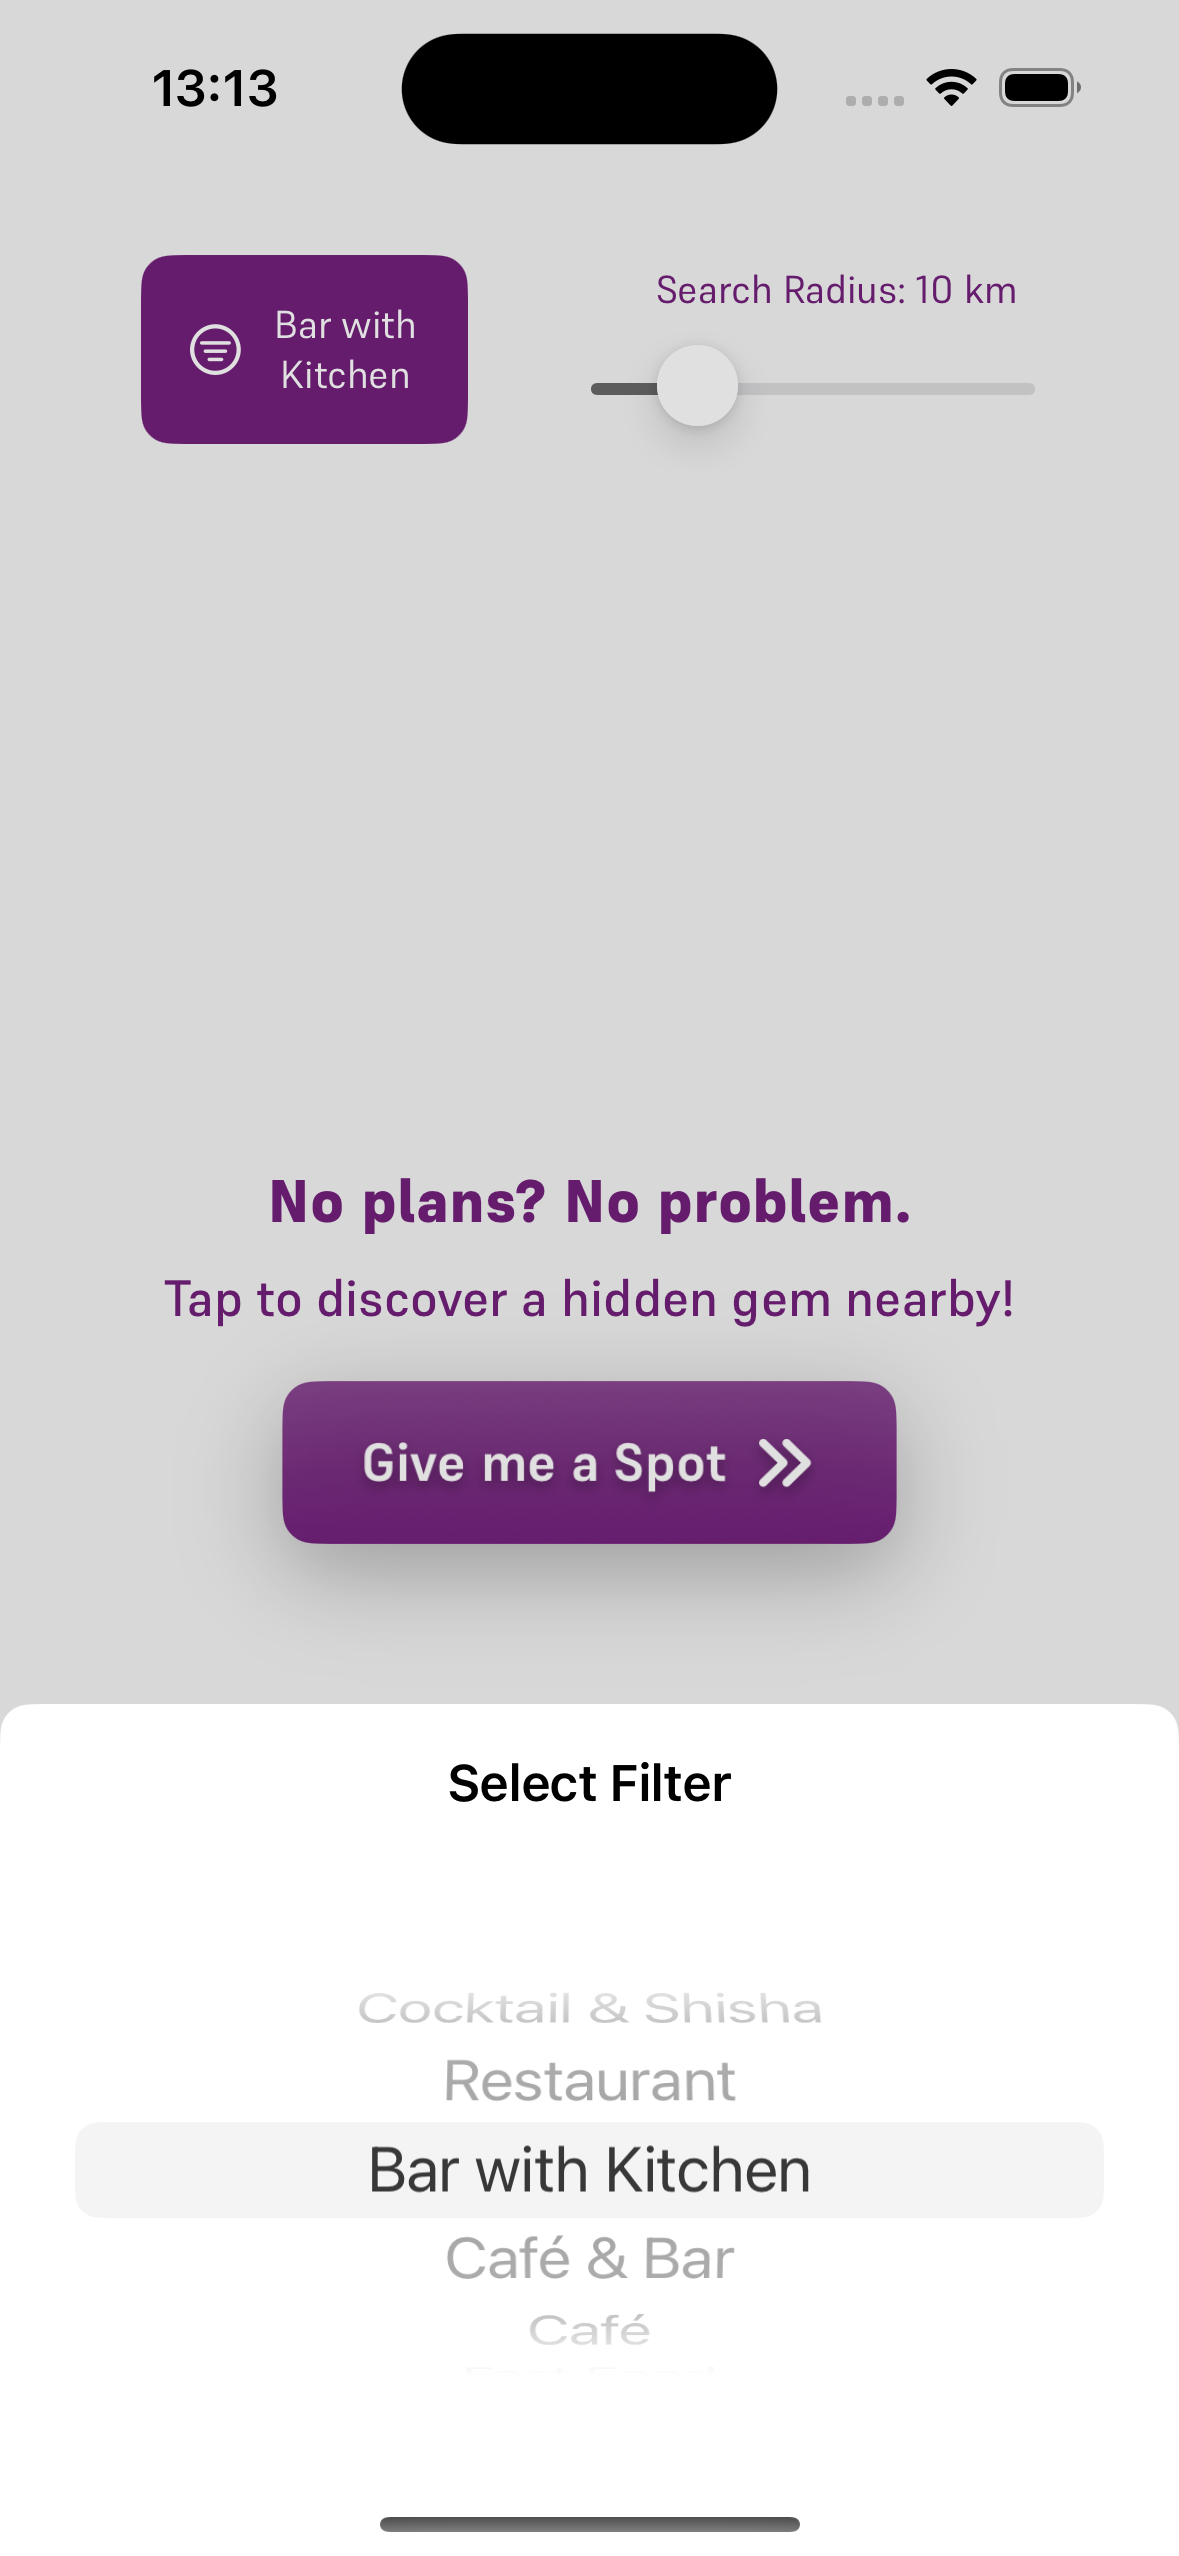 13:13
Bar with
Kitchen
Search Radius: 10 km
No plans? No problem.
Tap to discover a hidden gem nearby!
Give me a Spot
Select Filter
Cocktail & Shisha
Restaurant
Bar with Kitchen
Café & Bar
Café